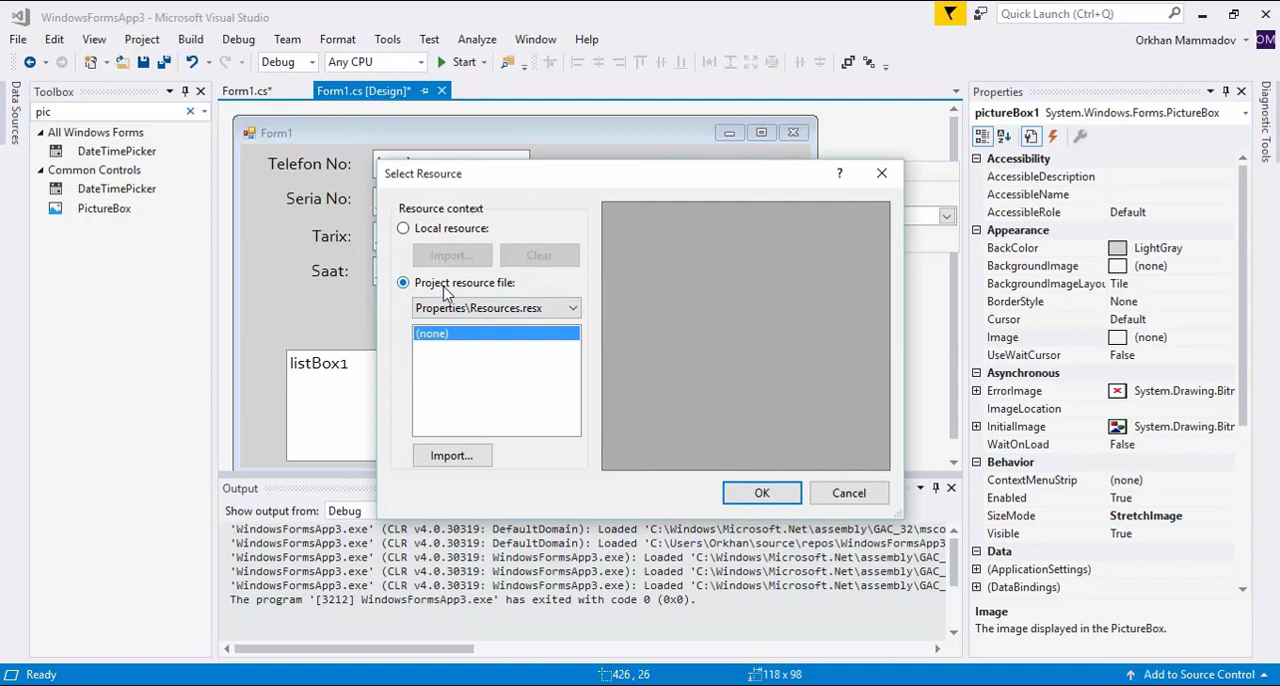 WindowsFormsApp3 - Microsoft Visual Studio
Quick Launch (Ctrl+Q)
File Edit View Project Build Debug Team Format Tools Test Analyze Window Help
Orkhan Mammadov OM
Debug Any CPU Start
Data Sources
Toolbox
pic
All Windows Forms
DateTimePicker
Common Controls
DateTimePicker
PictureBox
Form1.cs* Form1.cs [Design]*
Form1
Telefon No:
Seria No:
Tarix:
Saat:
listBox1
Select Resource
?
Resource context
Local resource:
Import... Clear
Project resource file:
Properties\Resources.resx
(none)
Import...
OK Cancel
Output
Show output from: Debug
'WindowsFormsApp3.exe' (CLR v4.0.30319: DefaultDomain): Loaded 'C:\Windows\Microsoft.Net\assembly\GAC_32\msco
'WindowsFormsApp3.exe' (CLR v4.0.30319: DefaultDomain): Loaded 'C:\Users\Orkhan\source\repos\WindowsFormsApp3
'WindowsFormsApp3.exe' (CLR v4.0.30319: WindowsFormsApp3.exe): Loaded 'C:\Windows\Microsoft.Net\assembly\GAC_
'WindowsFormsApp3.exe' (CLR v4.0.30319: WindowsFormsApp3.exe): Loaded 'C:\Windows\Microsoft.Net\assembly\GAC_
'WindowsFormsApp3.exe' (CLR v4.0.30319: WindowsFormsApp3.exe): Loaded 'C:\Windows\Microsoft.Net\assembly\GAC_
The program '[3212] WindowsFormsApp3.exe' has exited with code 0 (0x0).
Properties
pictureBox1 System.Windows.Forms.PictureBox
Accessibility
AccessibleDescription
AccessibleName
AccessibleRole Default
Appearance
BackColor LightGray
BackgroundImage (none)
BackgroundImageLayou Tile
BorderStyle None
Cursor Default
Image (none)
UseWaitCursor False
Asynchronous
ErrorImage System.Drawing.Bitr
ImageLocation
InitialImage System.Drawing.Bitr
WaitOnLoad False
Behavior
ContextMenuStrip (none)
Enabled True
SizeMode StretchImage
Visible True
Data
(ApplicationSettings)
(DataBindings)
Image
The image displayed in the PictureBox.
Diagnostic Tools
Ready 426 , 26 118 x 98 Add to Source Control